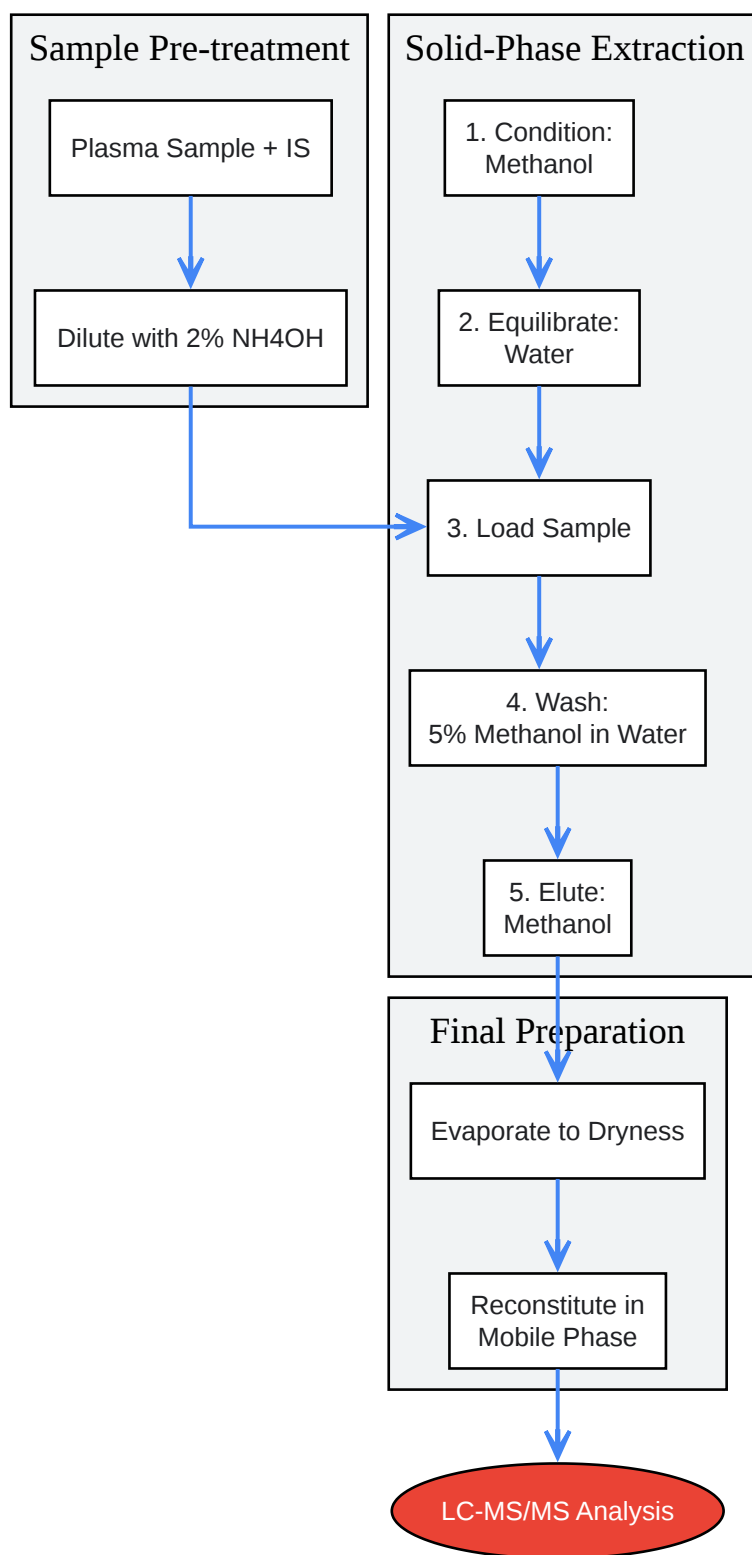 Sample Pre-treatment
Plasma Sample + IS
Dilute with 2% NH4OH
Solid-Phase Extraction
1. Condition:
Methanol
2. Equilibrate:
Water
3. Load Sample
4. Wash:
5% Methanol in Water
5. Elute:
Methanol
Final Preparation
Evaporate to Dryness
Reconstitute in
Mobile Phase
LC-MS/MS Analysis